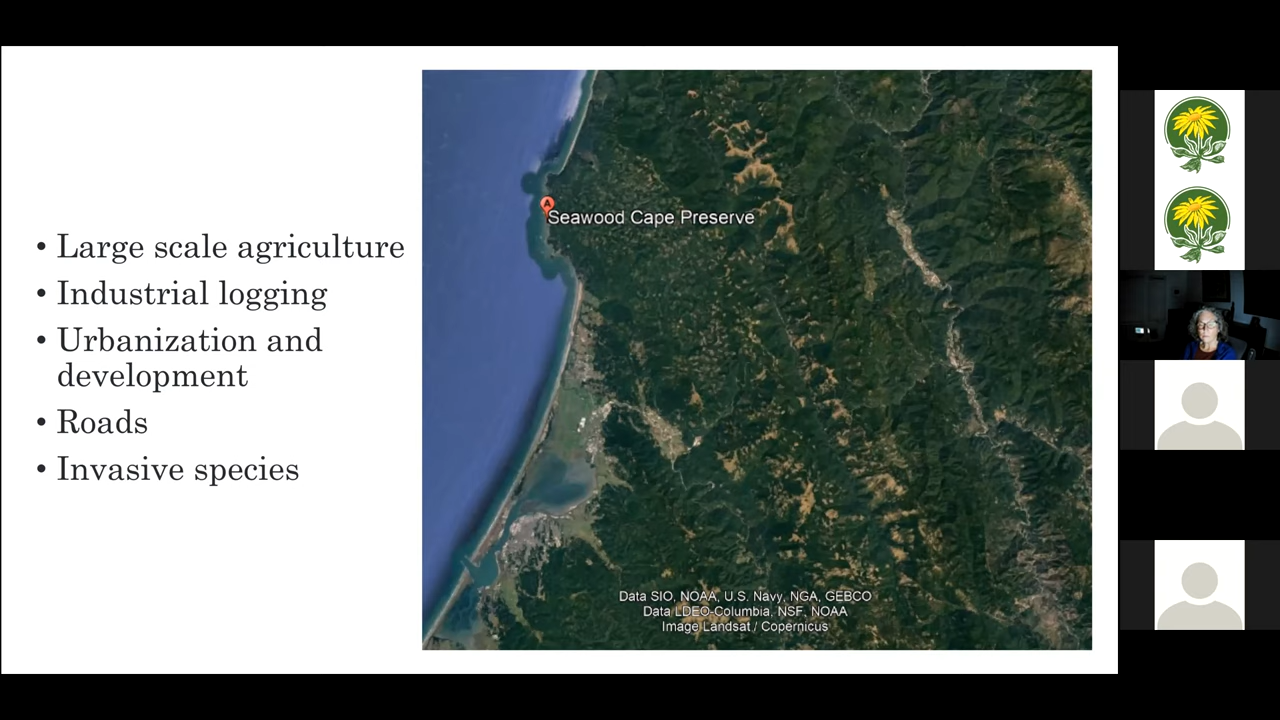 • Large scale agriculture
• Industrial logging
• Urbanization and
development
• Roads
• Invasive species
A
Seawood Cape Preserve
Data SIO, NOAA, U.S. Navy, NGA, GEBCO
Data LDEO-Columbia, NSF, NOAA
Image Landsat / Copernicus